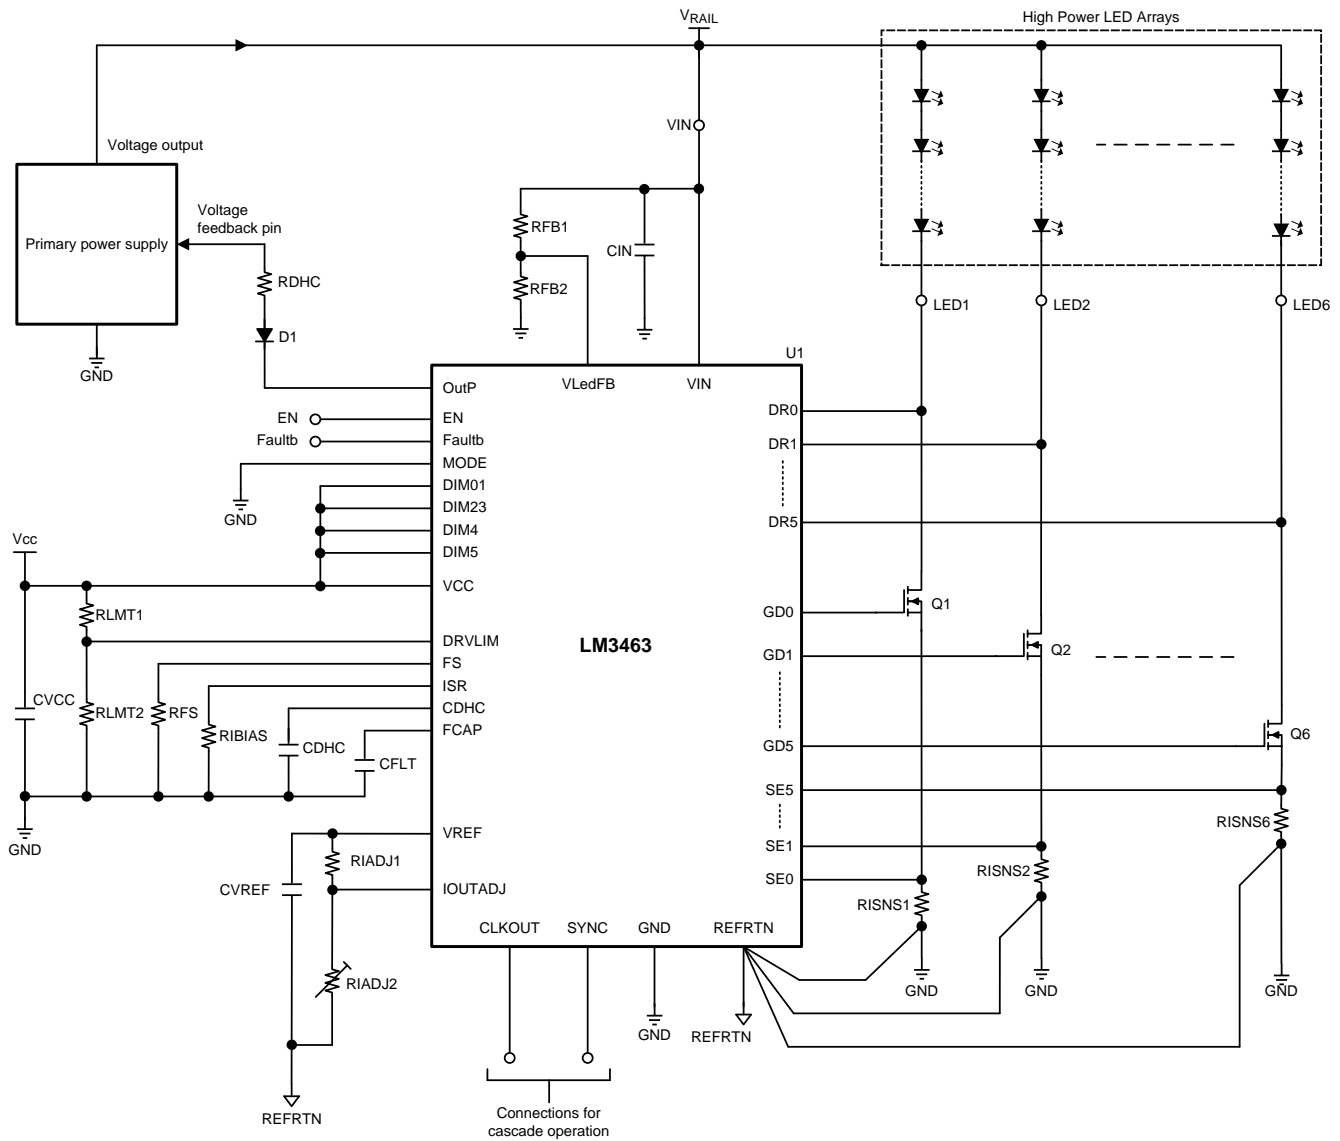 VRAIL
High Power LED Arrays
VIN
Voltage output
Voltage
feedback pin
Primary power supply
RFB1
CIN
RDHC
RFB2
LED1
LED2
LED6
D1
U1
GND
OutP
VLedFB
VIN
EN
EN
DR0
Faultb
Faultb
DR1
MODE
DIM01
DIM23
GND
DR5
DIM4
Vcc
DIM5
VCC
Q1
RLMT1
GD0
LM3463
DRVLIM
Q2
GD1
FS
ISR
CVCC
RLMT2
RFS
CDHC
RIBIAS
FCAP
Q6
CDHC
GD5
CFLT
SE5
RISNS6
GND
VREF
SE1
RIADJ1
RISNS2
SE0
CVREF
IOUTADJ
RISNS1
CLKOUT
SYNC
GND
REFRTN
RIADJ2
GND
GND
GND
GND
REFRTN
REFRTN
Connections for
cascade operation